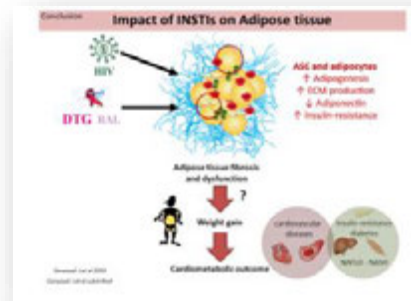 Conclusion
Impact of INSTIs on Adipose tissue
HIV
DTG RAL
ASC and adipocytes
↑ Adipogenesis
↑ ECM production
↓ Adiponectin
↑ Insulin-resistance
Adipose tissue fibrosis
and dysfunction
?
Weight gain
Cardiometabolic outcome
cardiovascular
diseases
Insulin-resistance
diabetes
NAFLD NASH